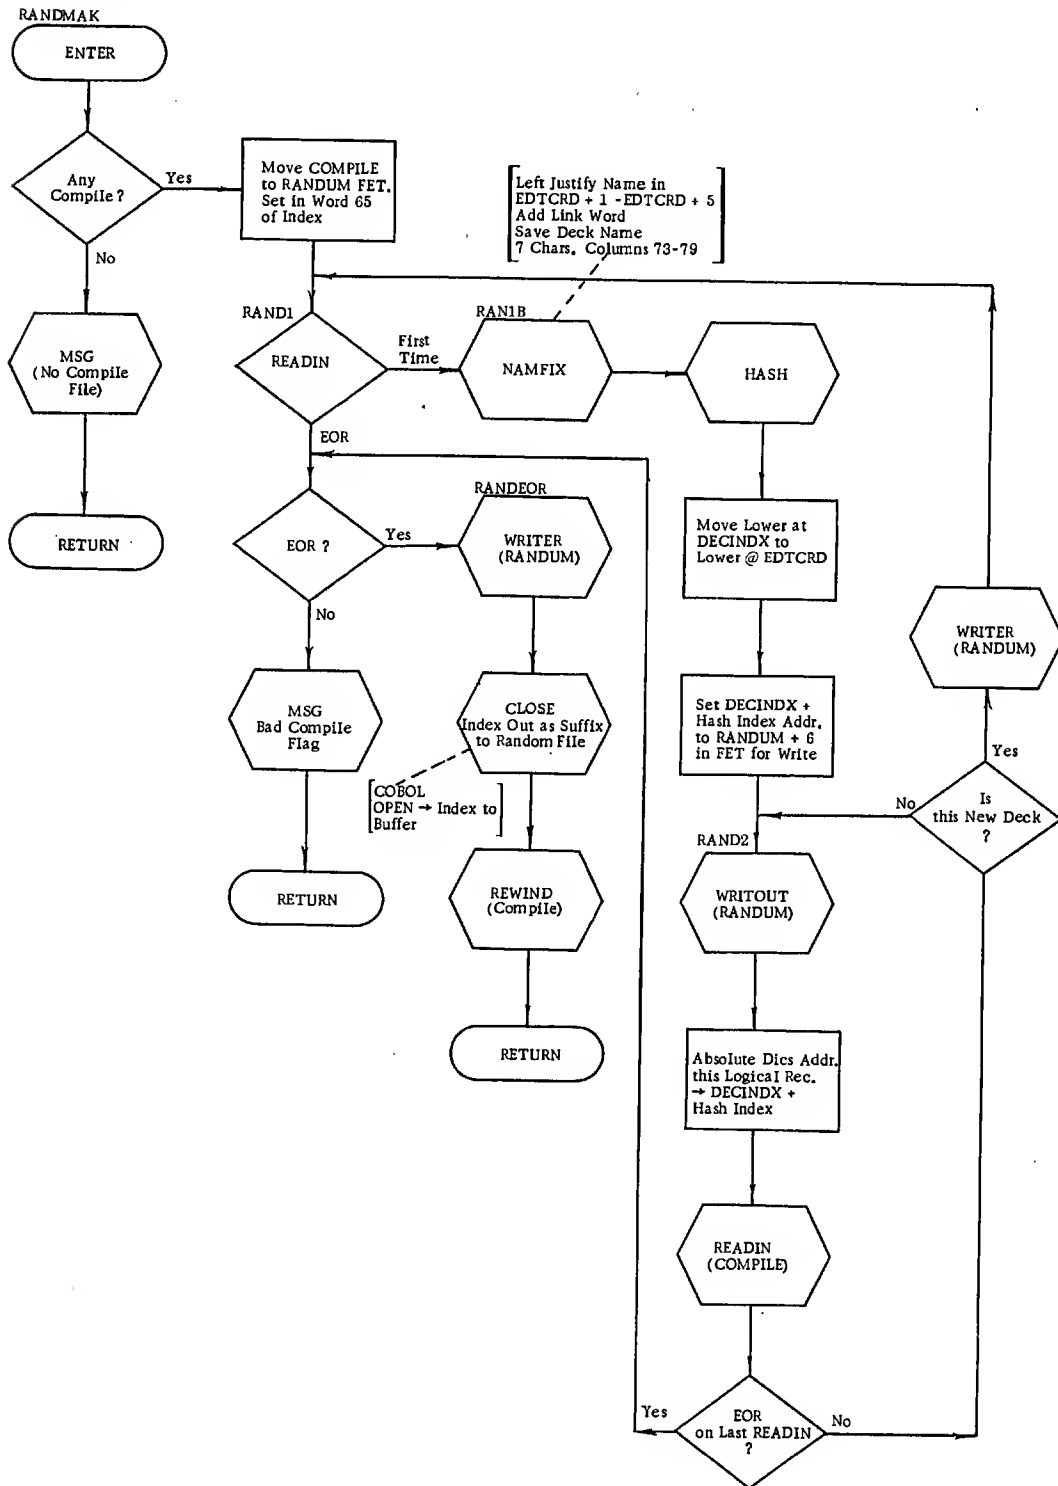 RANDMAK
ENTER
Any
Compile ?
Yes
No
MSG
(No Compile
File)
RETURN
Move COMPILE
to RANDUM FET.
Set in Word 65
of Index
Left Justify Name in
EDTCRD + 1 -EDTCRD + 5
Add Link Word
Save Deck Name
7 Chars. Columns 73-79
RAND1
READIN
First
Time
RAN1B
NAMFIX
HASH
EOR
EOR ?
Yes
No
MSG
Bad Compile
Flag
RETURN
RANDEOR
WRITER
(RANDUM)
CLOSE
Index Out as Suffix
to Random File
COBOL
OPEN → Index to
Buffer
REWIND
(Compile)
RETURN
Move Lower at
DECINDX to
Lower @ EDTCRD
Set DECINDX +
Hash Index Addr.
to RANDUM + 6
in FET for Write
RAND2
WRITOUT
(RANDUM)
Absolute Dics Addr.
this Logical Rec.
→ DECINDX +
Hash Index
READIN
(COMPILE)
EOR
on Last READIN
?
Yes
No
Is
this New Deck
?
No
Yes
WRITER
(RANDUM)